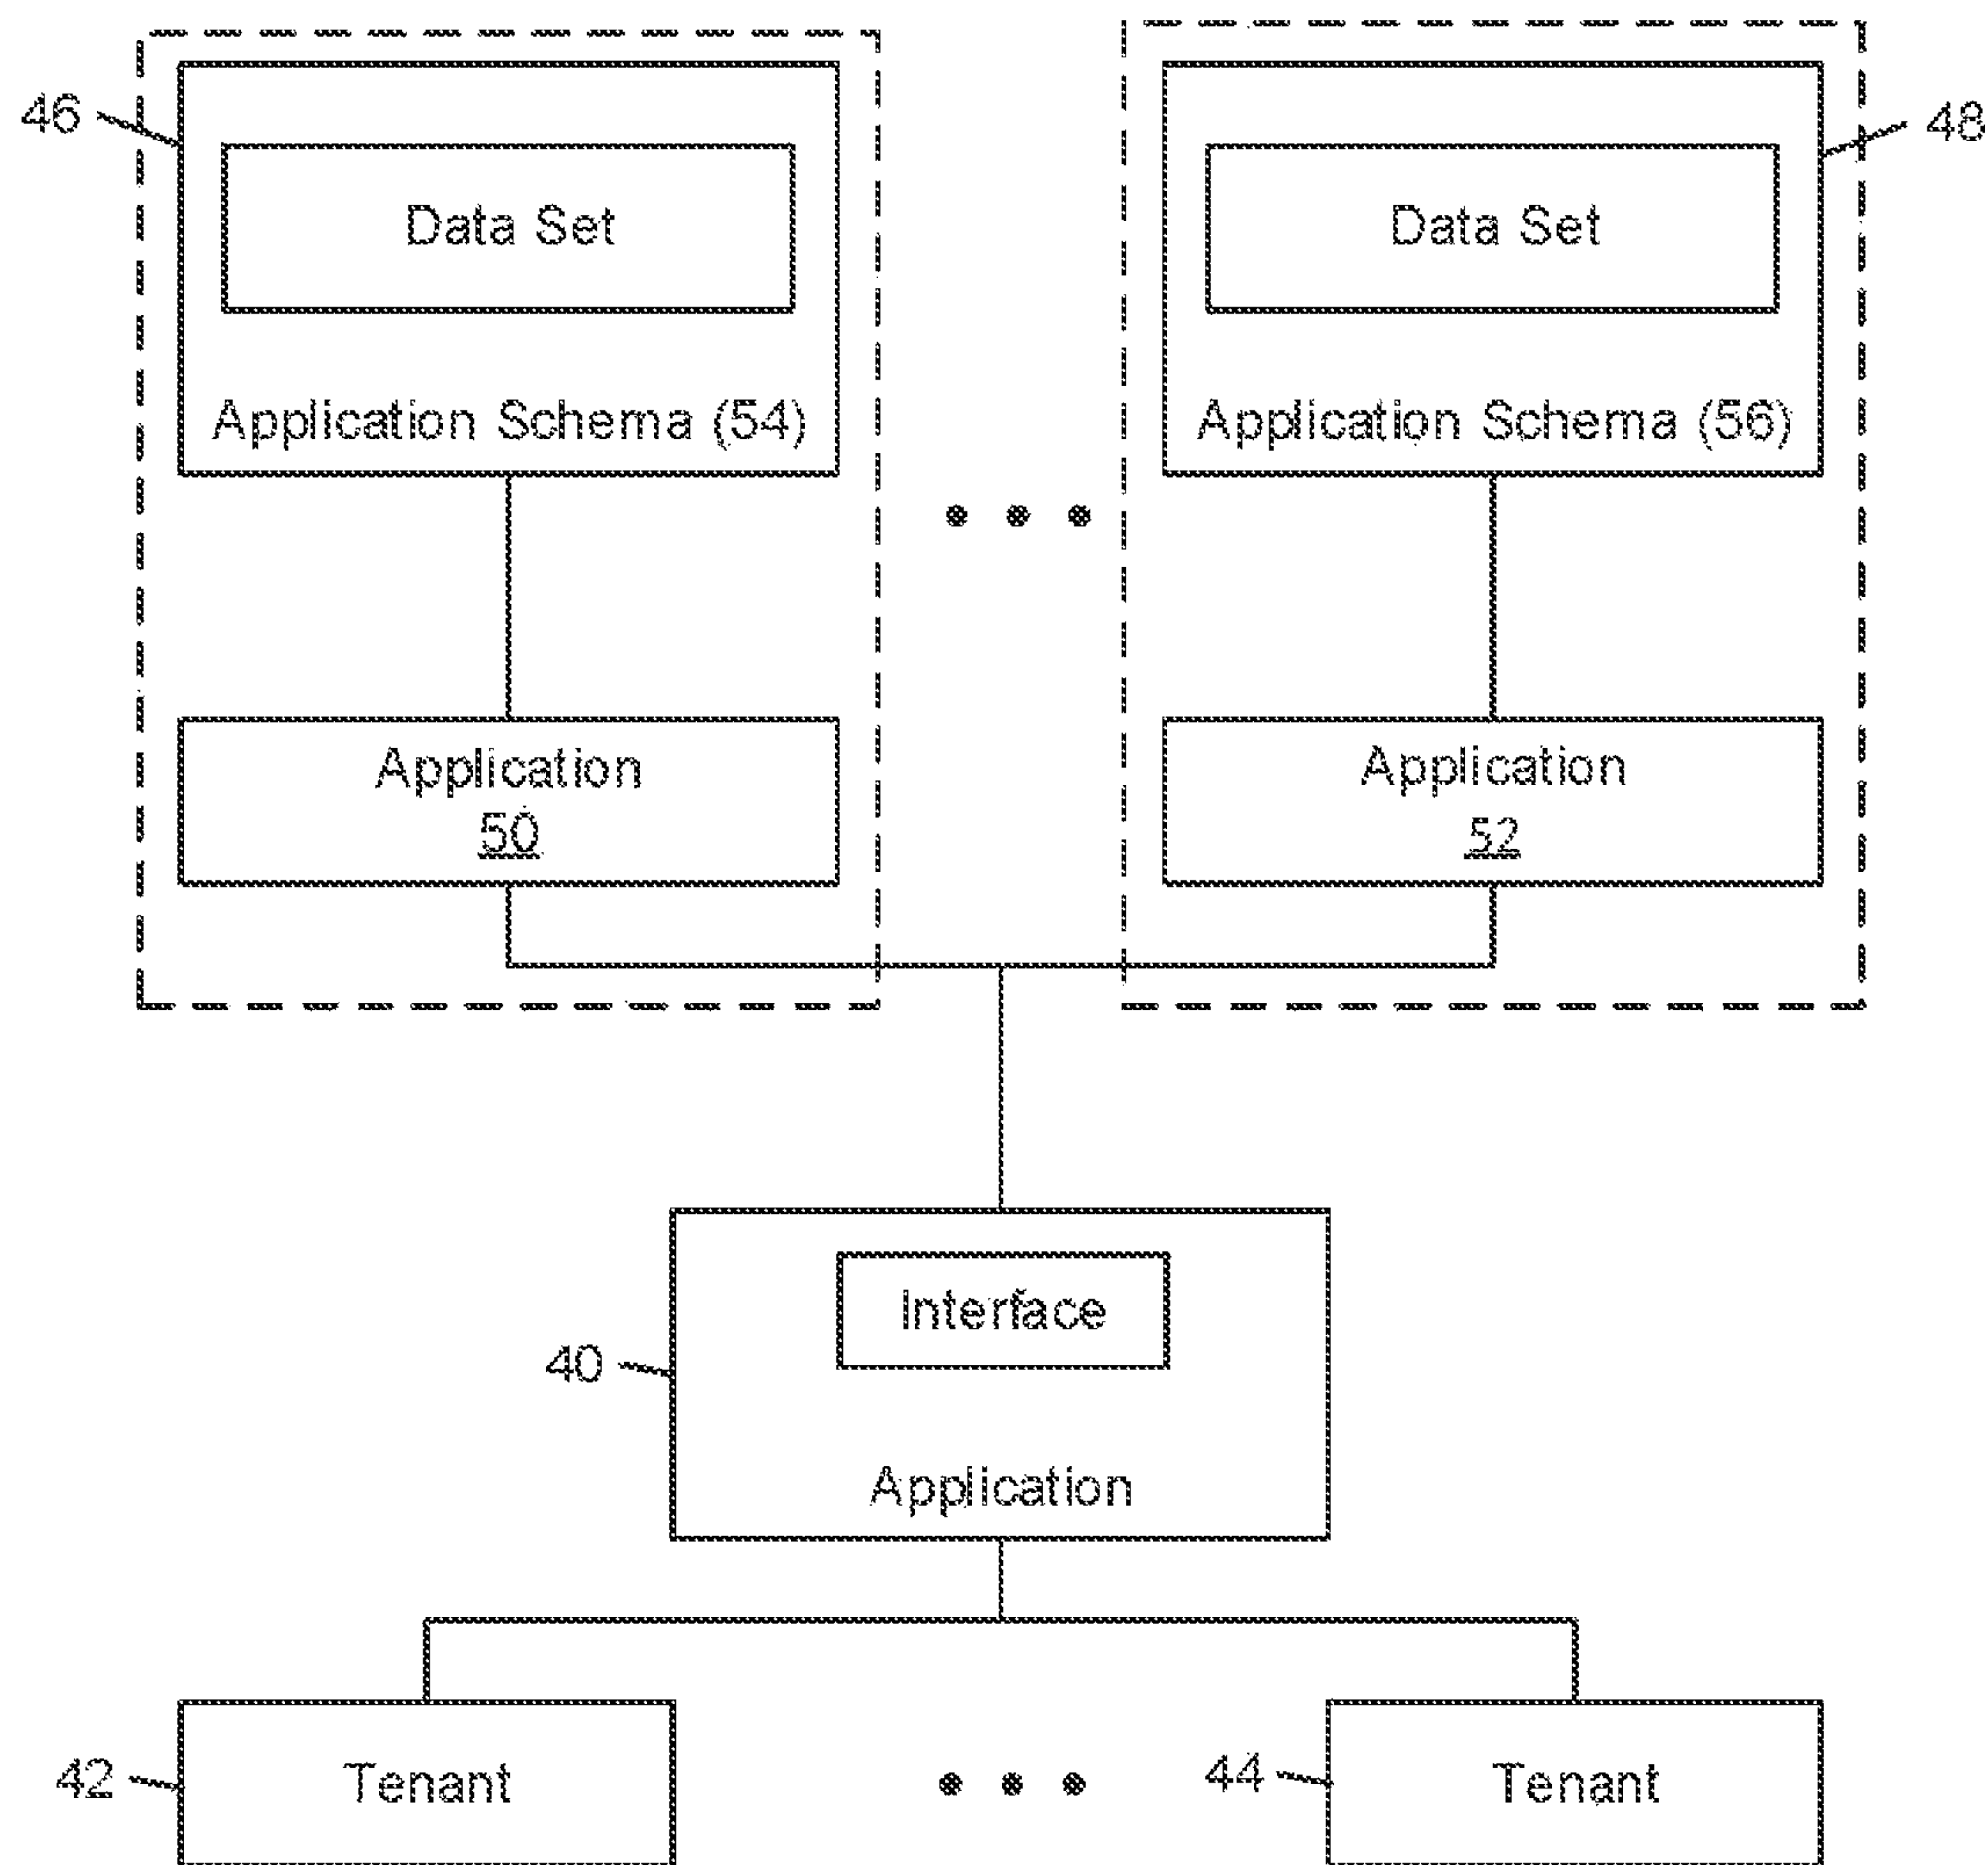 46
48
Data Set
Data Set
Application Schema (54)
Application Schema (56)
Application
50
Application
52
Interface
40
Application
42
Tenant
44
Tenant